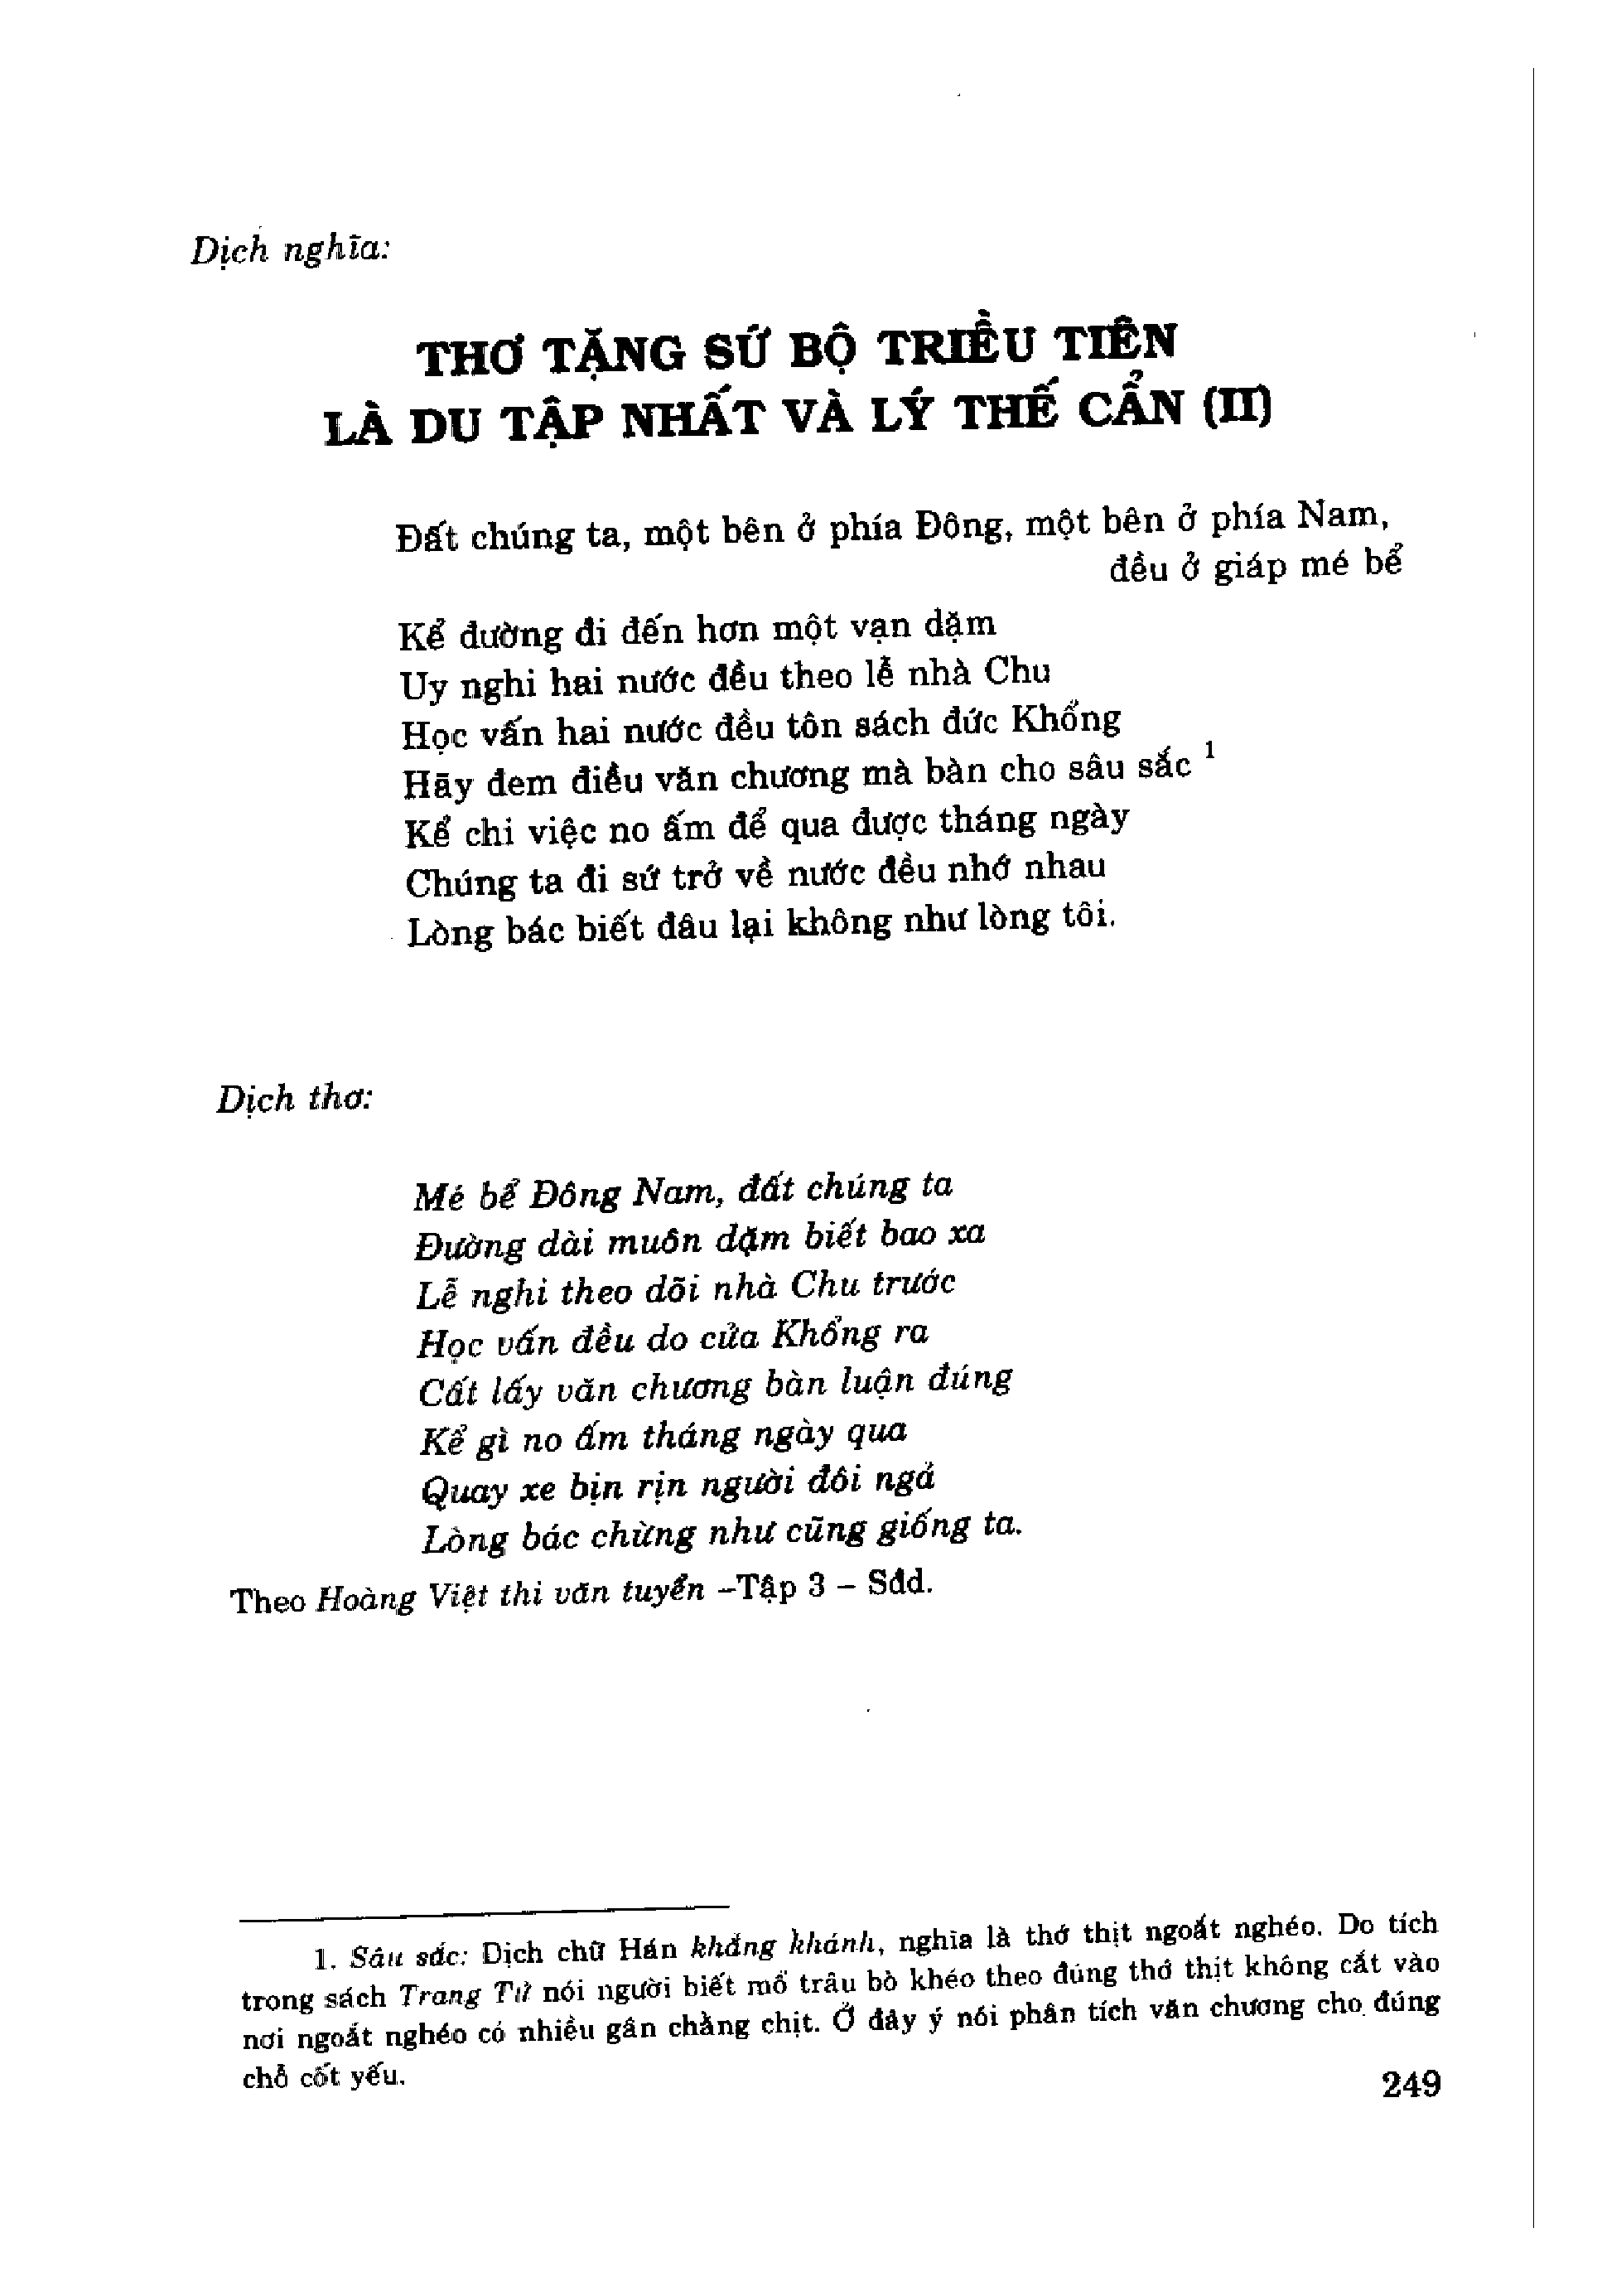 Dịch nghĩa:
THƠ TẶNG SỨ BỘ TRIỀU TIÊN
LÀ DU TẬP NHẤT VÀ LÝ THẾ CẨN (II)
Đất chúng ta, một bên ở phía Đông, một bên ở phía Nam,
đều ở giáp mé bể
Kể đường đi đến hơn một vạn dặm
Uy nghi hai nước đều theo lễ nhà Chu
Học vấn hai nước đều tôn sách đức Khổng
Hãy đem điều văn chương mà bàn cho sâu sắc 1
Kể chi việc no ấm để qua được tháng ngày
Chúng ta đi sứ trở về nước đều nhớ nhau
Lòng bác biết đâu lại không như lòng tôi.
Dịch thơ:
Mé bể Đông Nam, đất chúng ta
Đường dài muôn dặm biết bao xa
Lễ nghi theo dõi nhà Chu trước
Học vấn đều do cửa Khổng ra
Cất lấy văn chương bàn luận đúng
Kể gì no ấm tháng ngày qua
Quay xe bịn rịn người đôi ngả
Lòng bác chừng như cũng giống ta.
Theo Hoàng Việt thi văn tuyển –Tập 3 – Sđd.
1. Sâu sắc: Dịch chữ Hán khẳng khánh, nghĩa là thớ thịt ngoắt nghéo. Do tích
trong sách Trang Tử nói người biết mổ trâu bò khéo theo đúng thớ thịt không cắt vào
nơi ngoắt nghéo có nhiều gân chằng chịt. Ở đây ý nói phân tích văn chương cho đúng
chỗ cốt yếu.
249